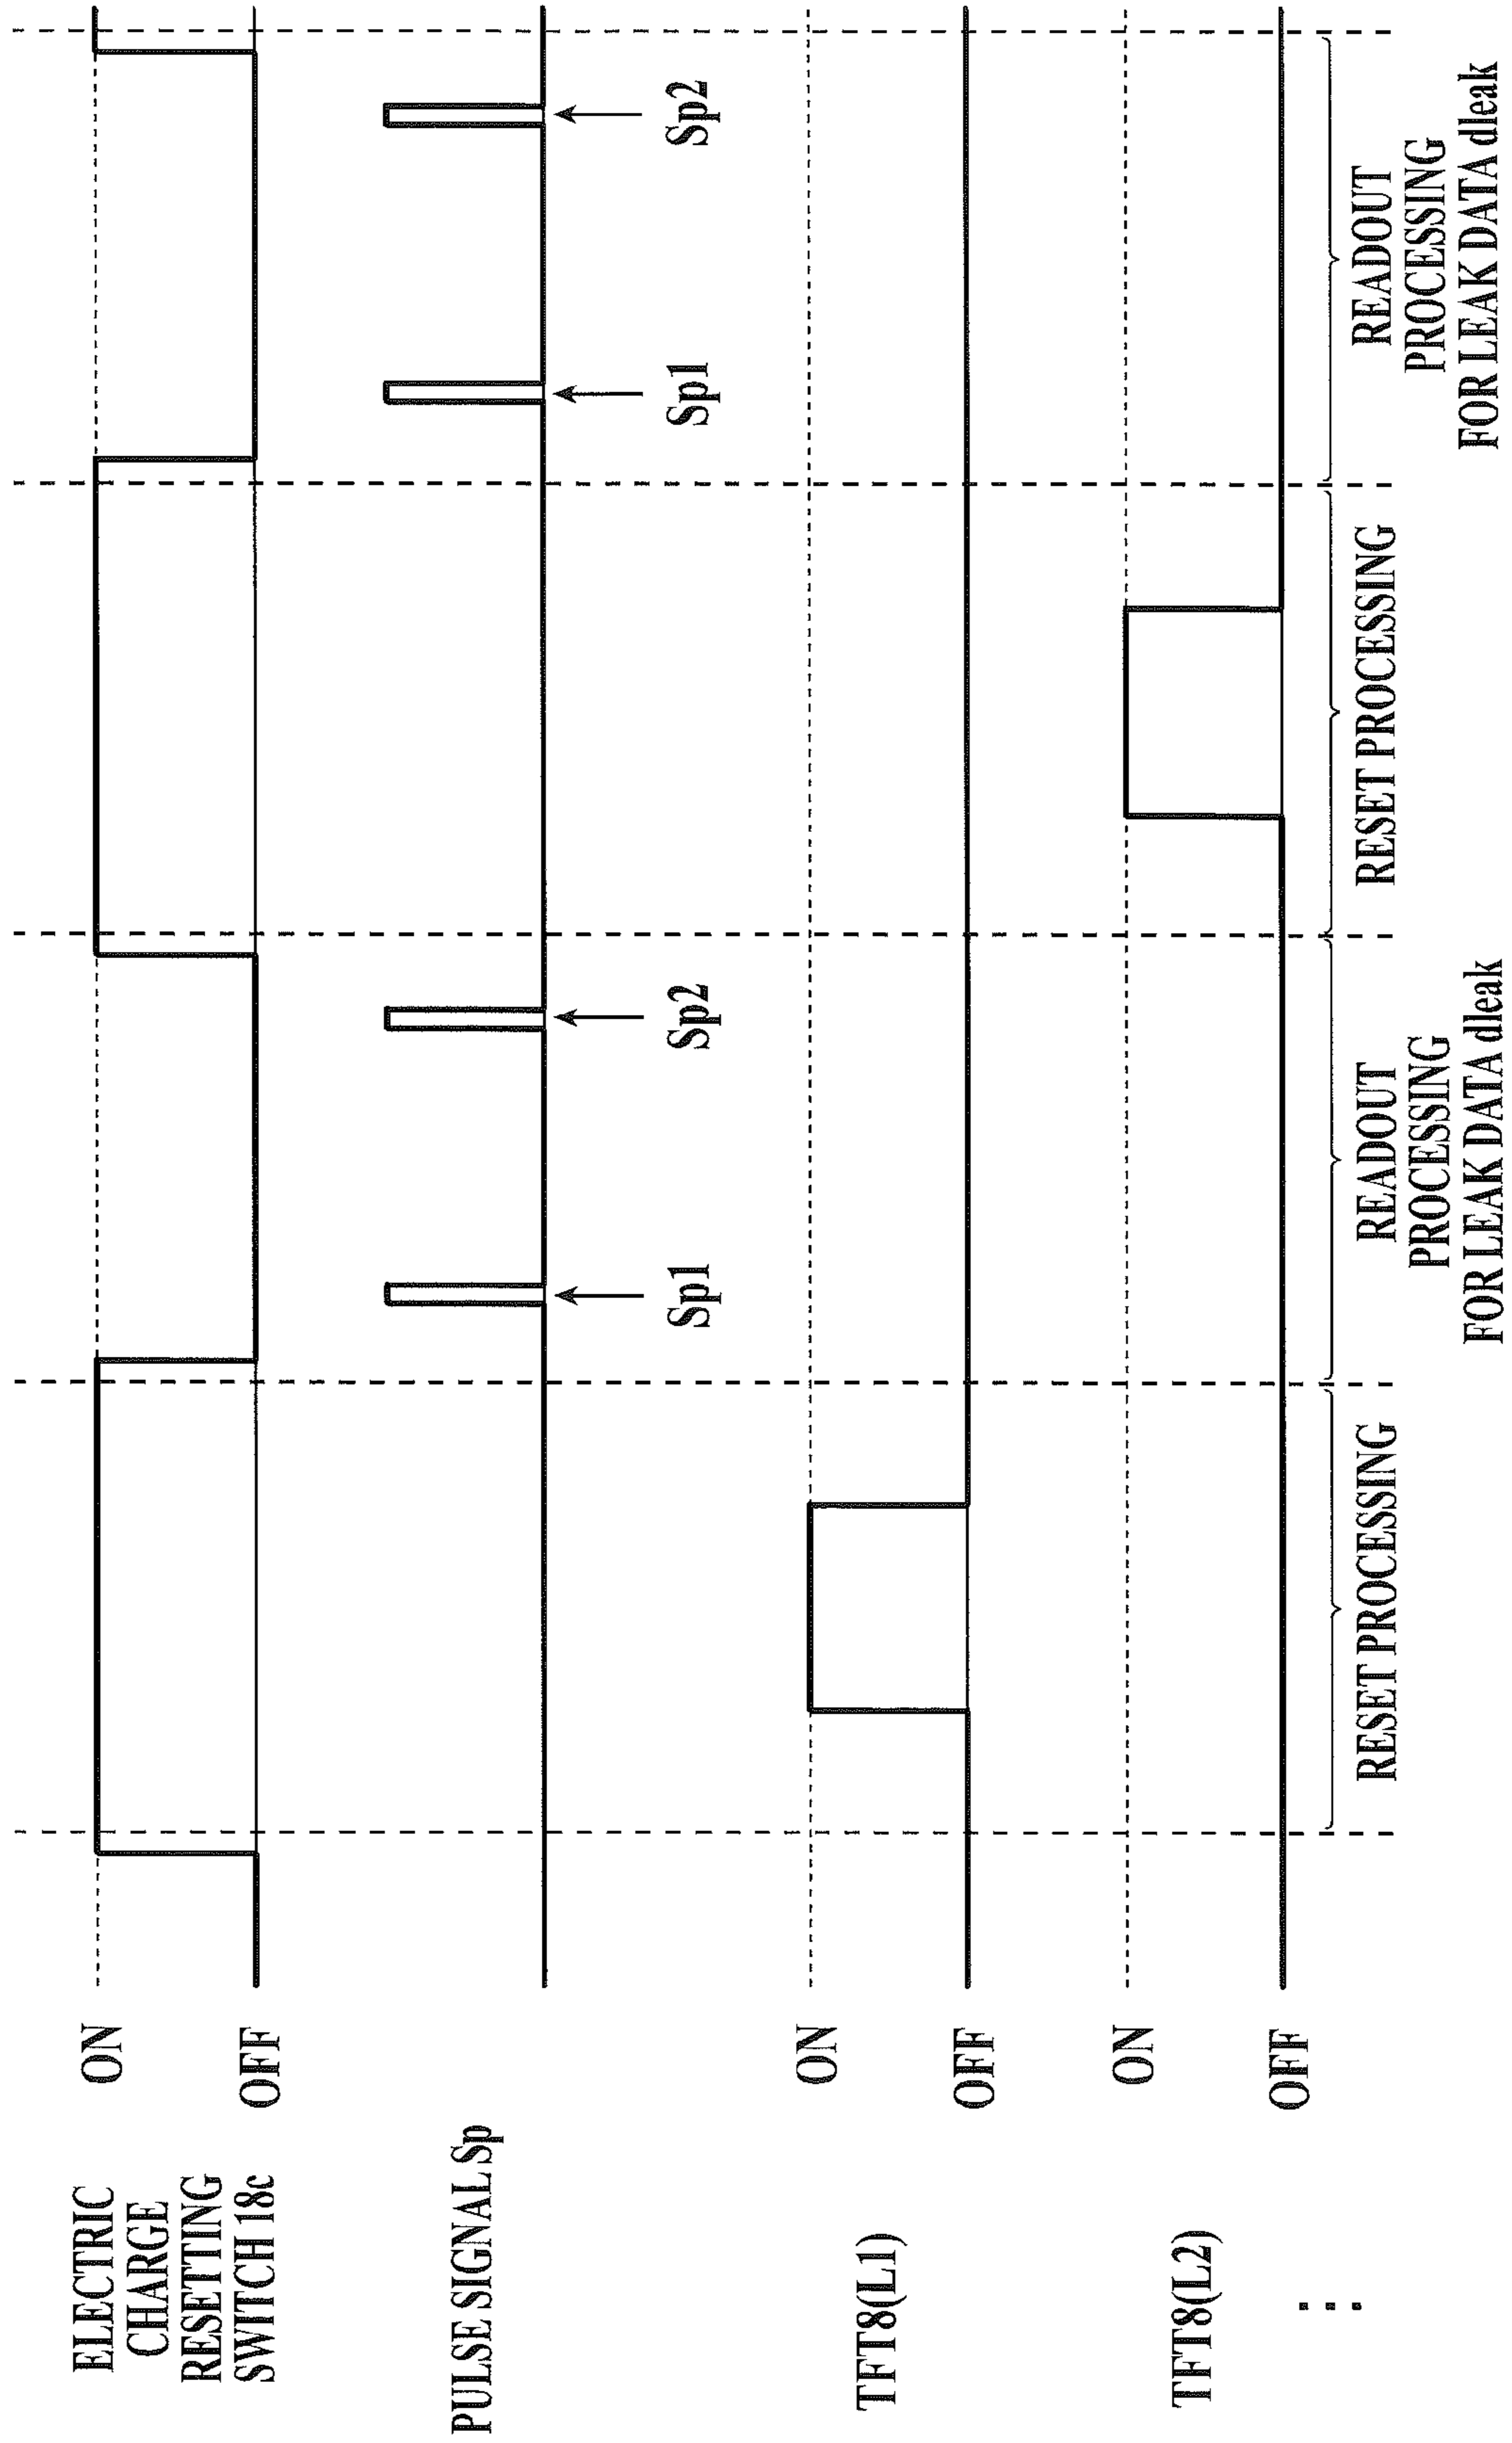 ELECTRIC
CHARGE
RESETTING
SWITCH 18c
ON
OFF
PULSE SIGNAL Sp
Sp1
Sp2
Sp1
Sp2
TFT8(L1)
ON
OFF
TFT8(L2)
ON
OFF
⋮
RESET PROCESSING
READOUT
PROCESSING
FOR LEAK DATA dleak
RESET PROCESSING
READOUT
PROCESSING
FOR LEAK DATA dleak